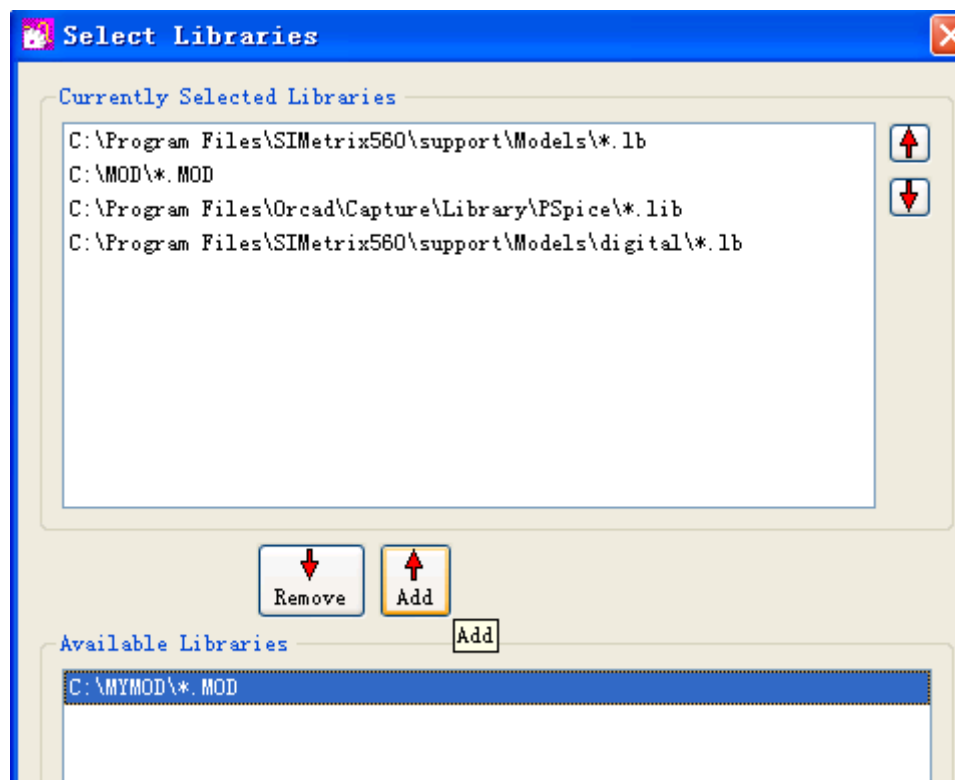 Select Libraries
Currently Selected Libraries
C:\Program Files\SIMetrix560\support\Models\*.lb
C:\MOD\*.MOD
C:\Program Files\Orcad\Capture\Library\PSpice\*.lib
C:\Program Files\SIMetrix560\support\Models\digital\*.lb
Remove
Add
Add
Available Libraries
C:\MYMOD\*.MOD